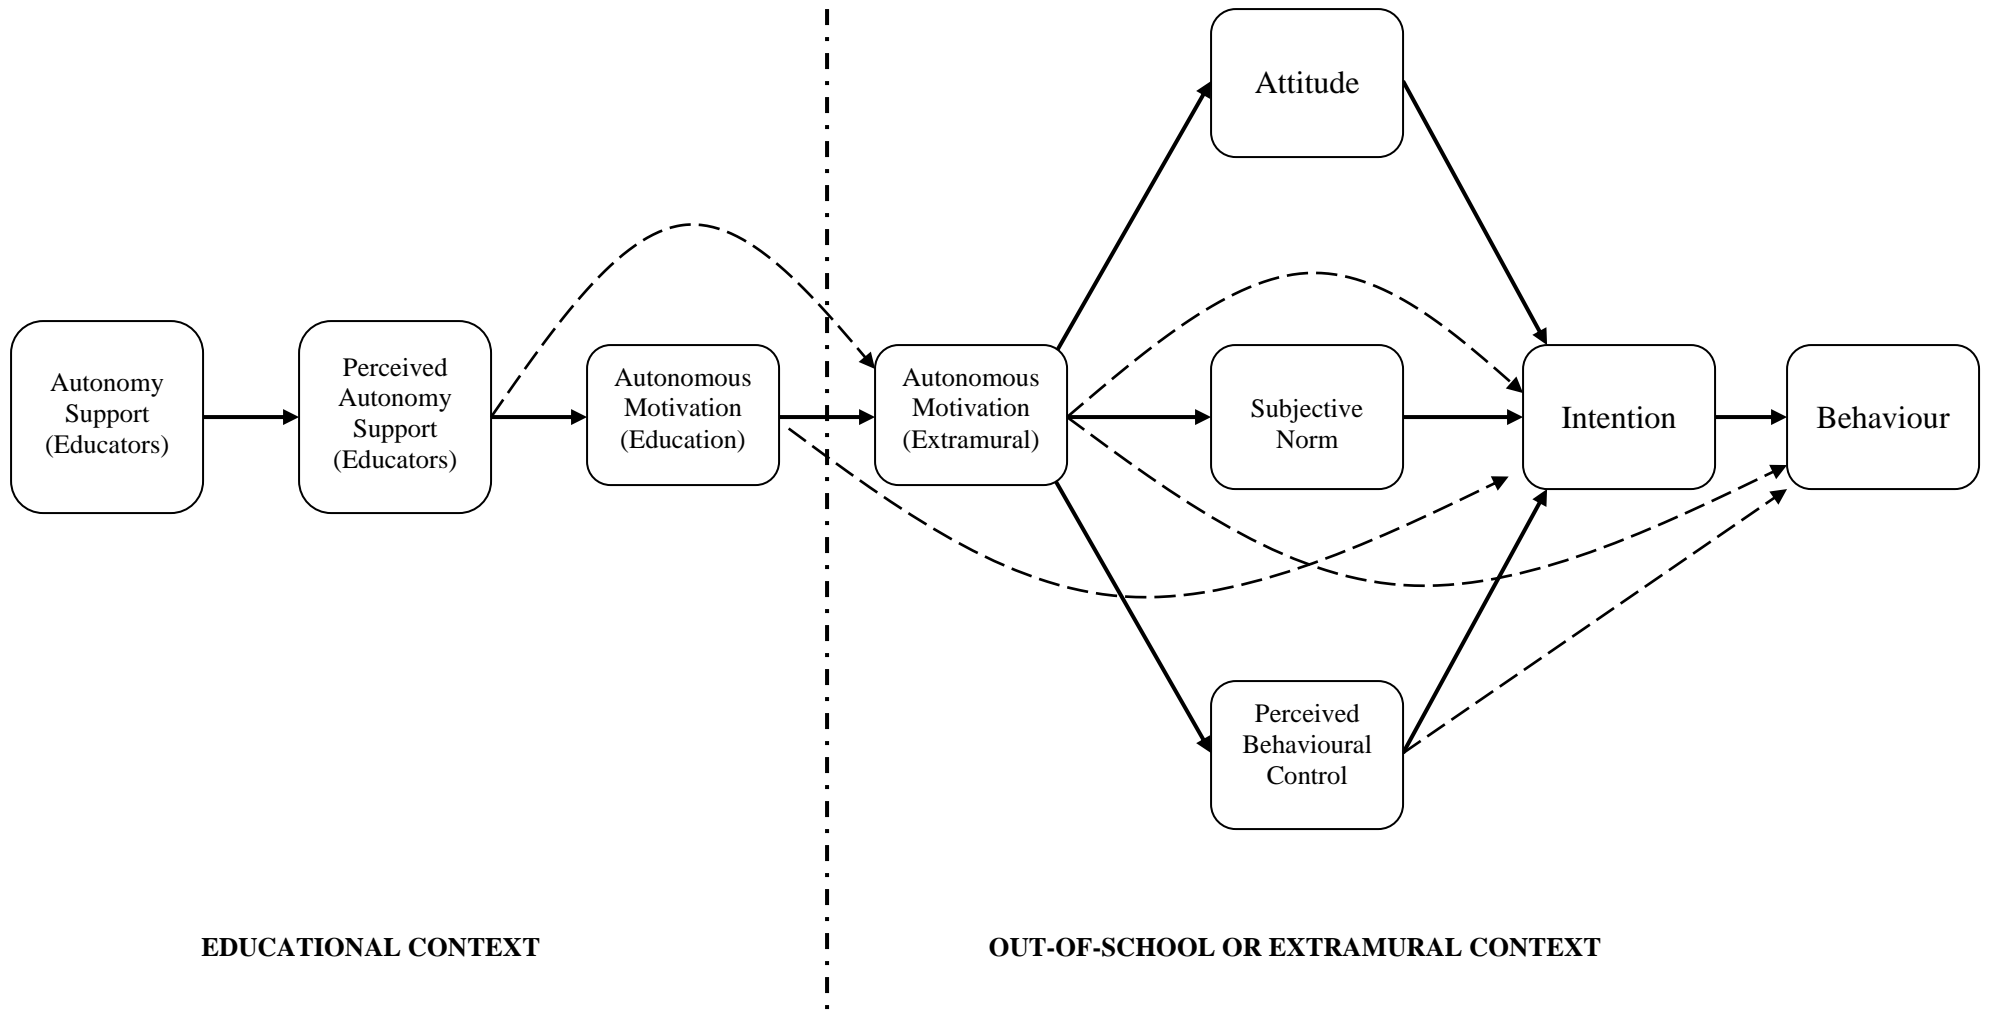 Attitude
Autonomy
Support
(Educators)
Perceived
Autonomy
Support
(Educators)
Autonomous
Motivation
(Education)
Autonomous
Motivation
(Extramural)
Subjective
Norm
Intention
Behaviour
Perceived
Behavioural
Control
EDUCATIONAL CONTEXT
OUT-OF-SCHOOL OR EXTRAMURAL CONTEXT